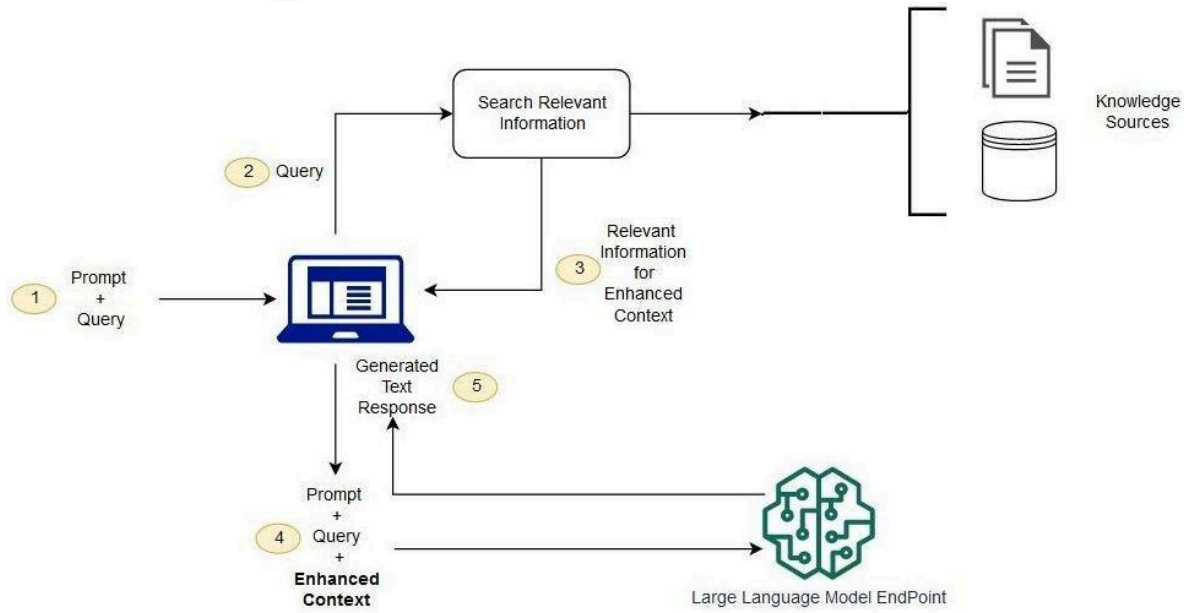 Search Relevant
Information
Knowledge
Sources
2 Query
Relevant
Information
for
Enhanced
Context
3
1
Prompt
+
Query
Generated
Text
Response
5
Prompt
+
Query
+
Enhanced
Context
4
Large Language Model EndPoint